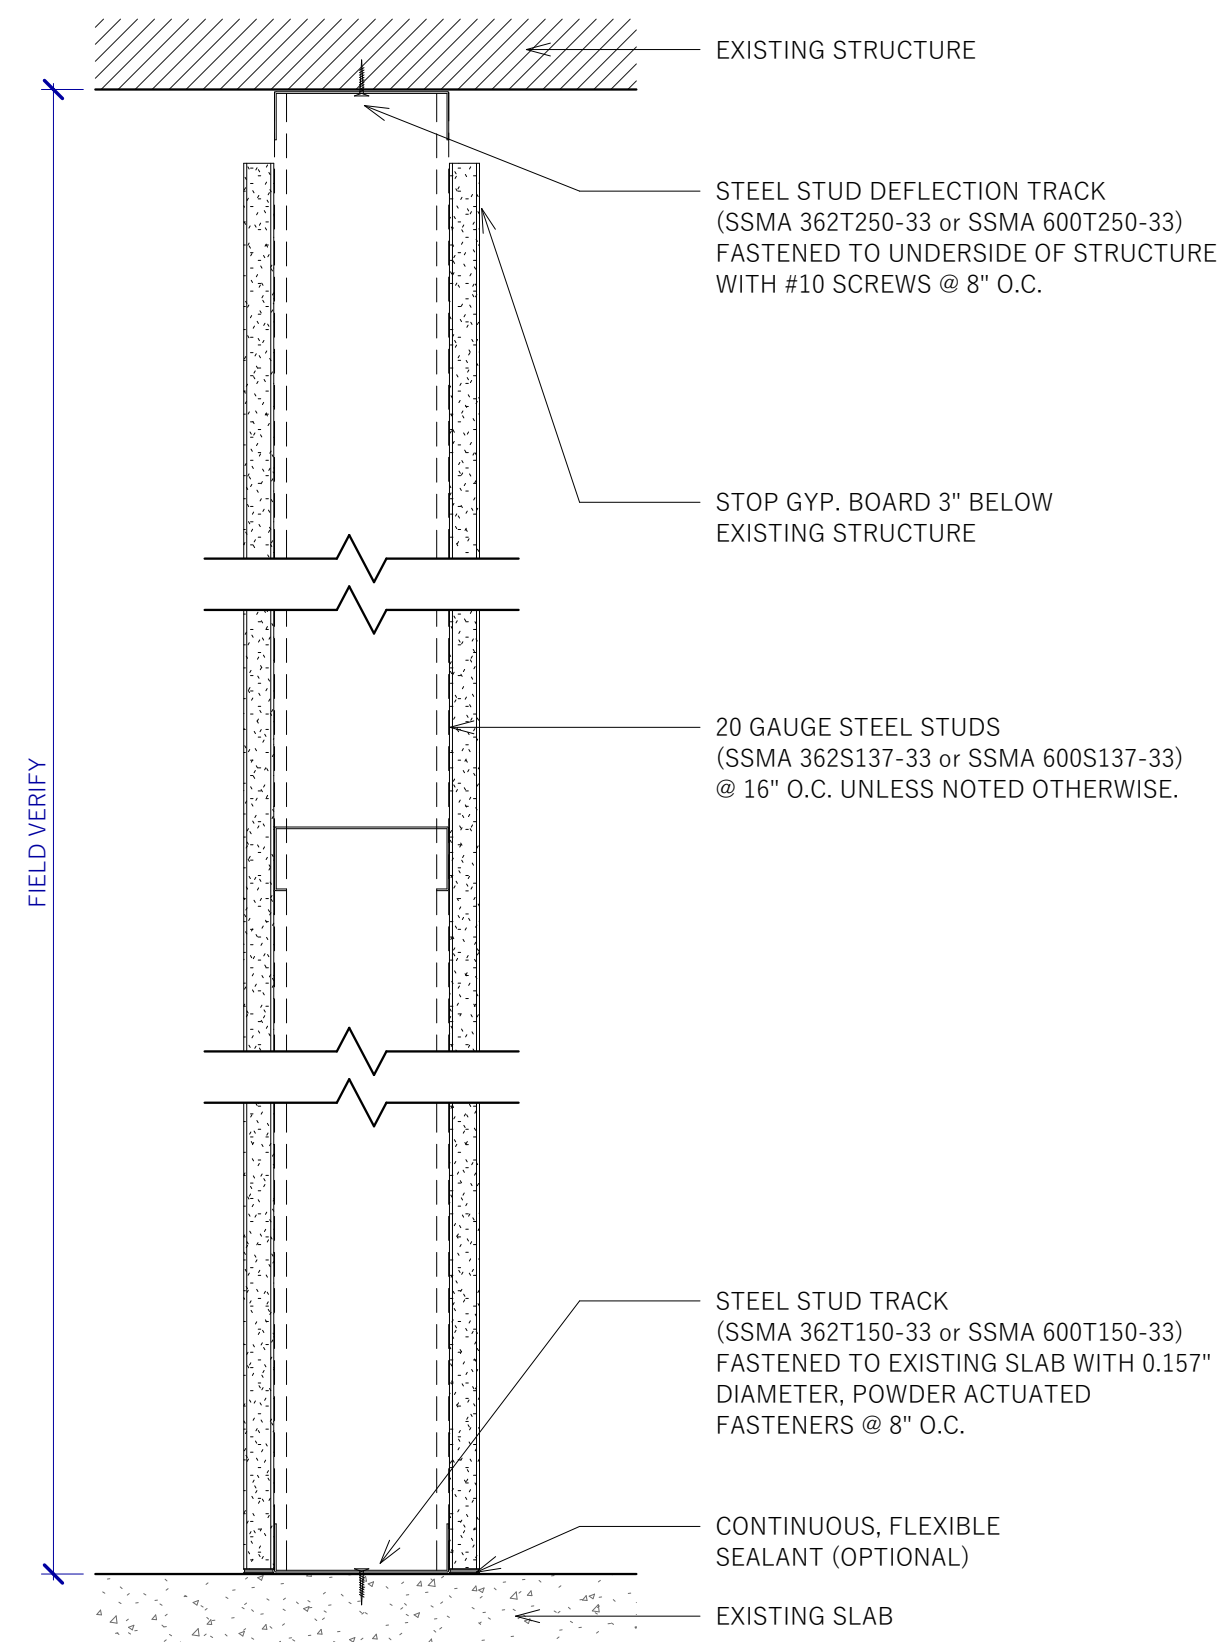 EXISTING STRUCTURE
STEEL STUD DEFLECTION TRACK
(SSMA 362T250-33 or SSMA 600T250-33)
FASTENED TO UNDERSIDE OF STRUCTURE
WITH #10 SCREWS @ 8" O.C.
STOP GYP. BOARD 3" BELOW
EXISTING STRUCTURE
20 GAUGE STEEL STUDS
(SSMA 362S137-33 or SSMA 600S137-33)
@ 16" O.C. UNLESS NOTED OTHERWISE.
FIELD VERIFY
STEEL STUD TRACK
(SSMA 362T150-33 or SSMA 600T150-33)
FASTENED TO EXISTING SLAB WITH 0.157"
DIAMETER, POWDER ACTUATED
FASTENERS @ 8" O.C.
CONTINUOUS, FLEXIBLE
SEALANT (OPTIONAL)
EXISTING SLAB